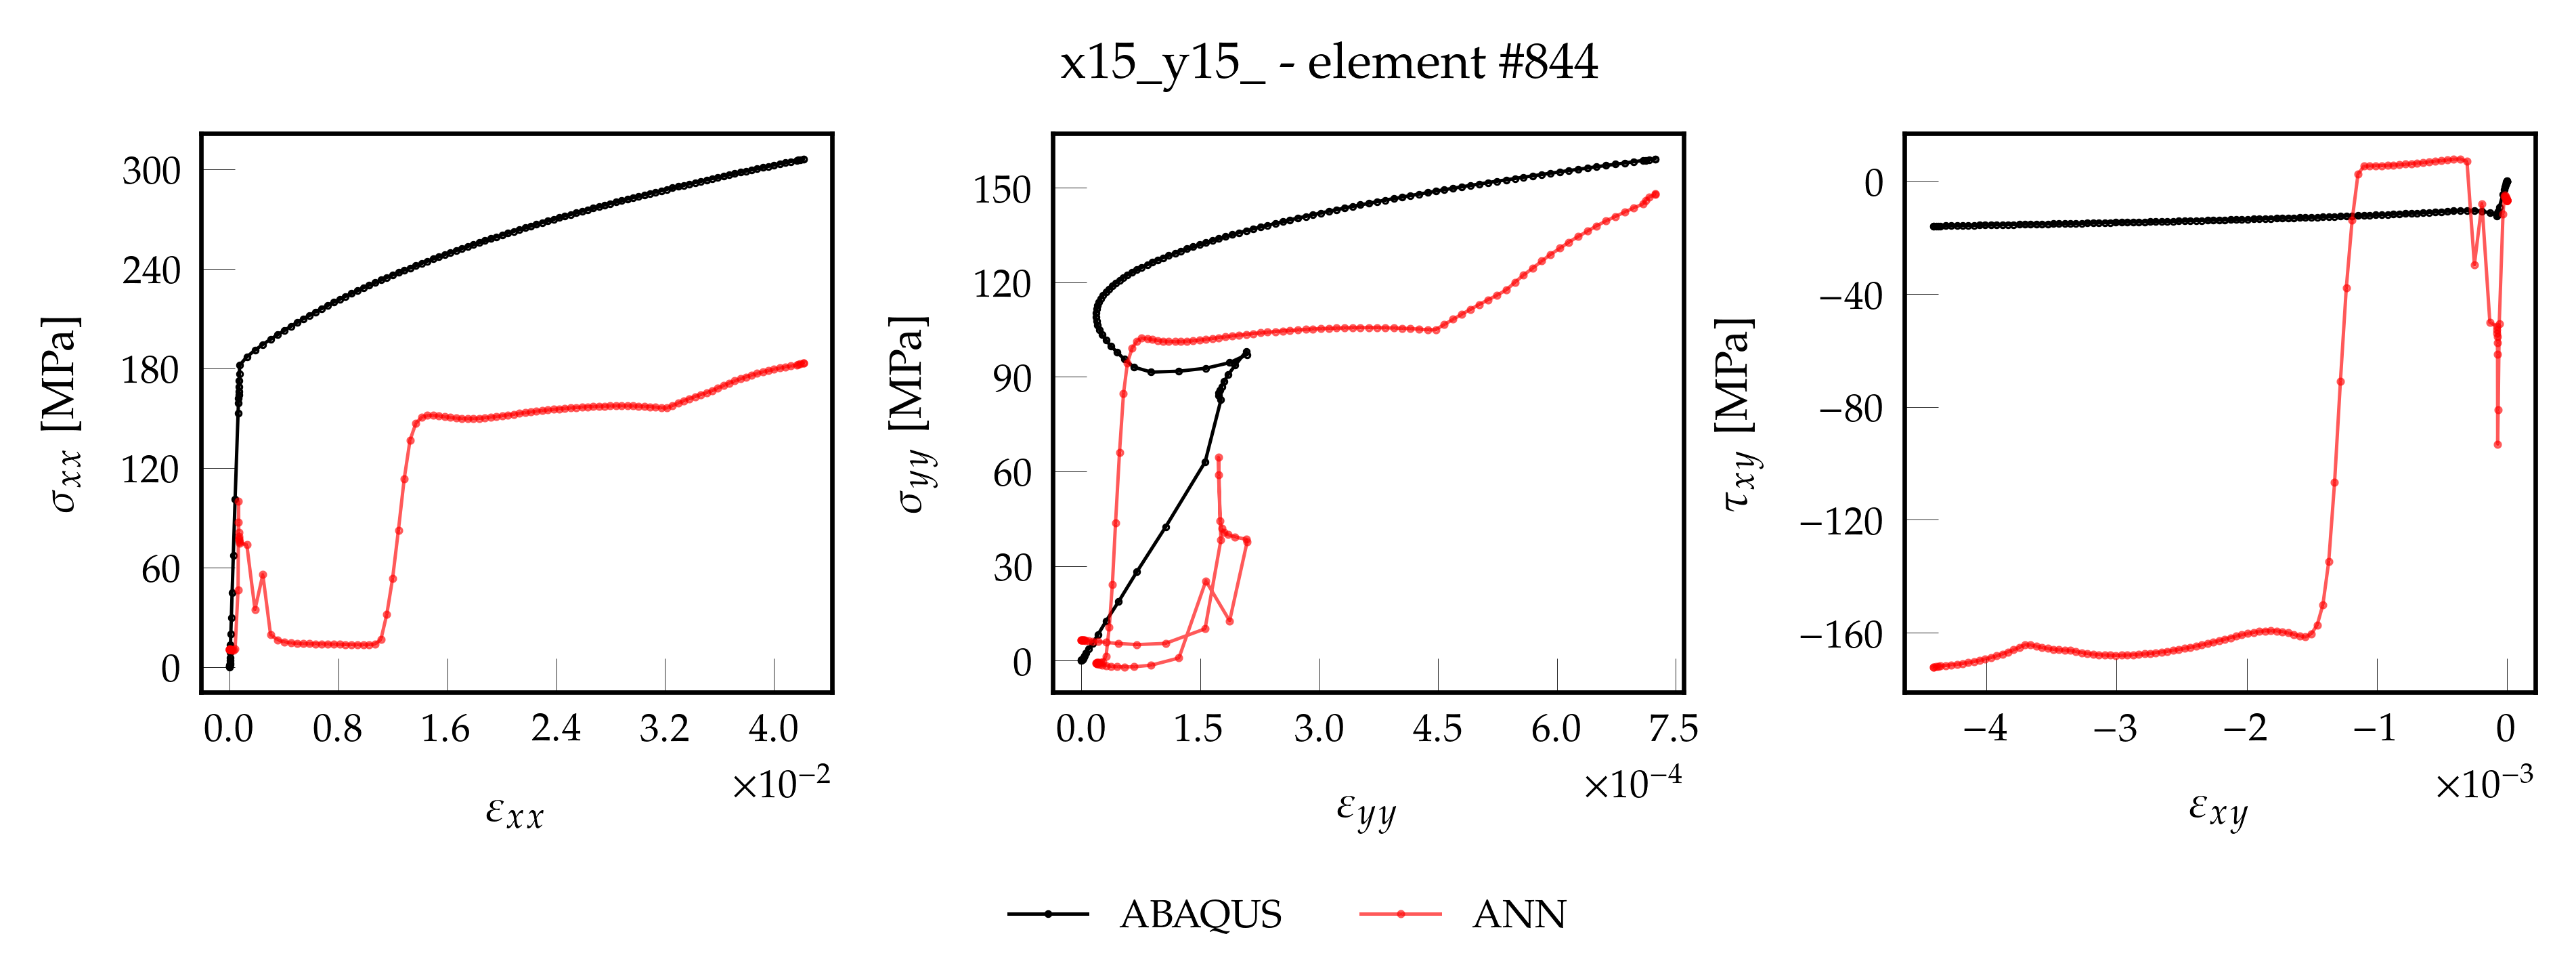 x15_y15_ - element #844
σxx [MPa]
300
240
180
120
60
0
0.0 0.8 1.6 2.4 3.2 4.0
×10−2
εxx
σyy [MPa]
150
120
90
60
30
0
0.0 1.5 3.0 4.5 6.0 7.5
×10−4
εyy
τxy [MPa]
0
−40
−80
−120
−160
−4 −3 −2 −1 0
×10−3
εxy
ABAQUS ANN